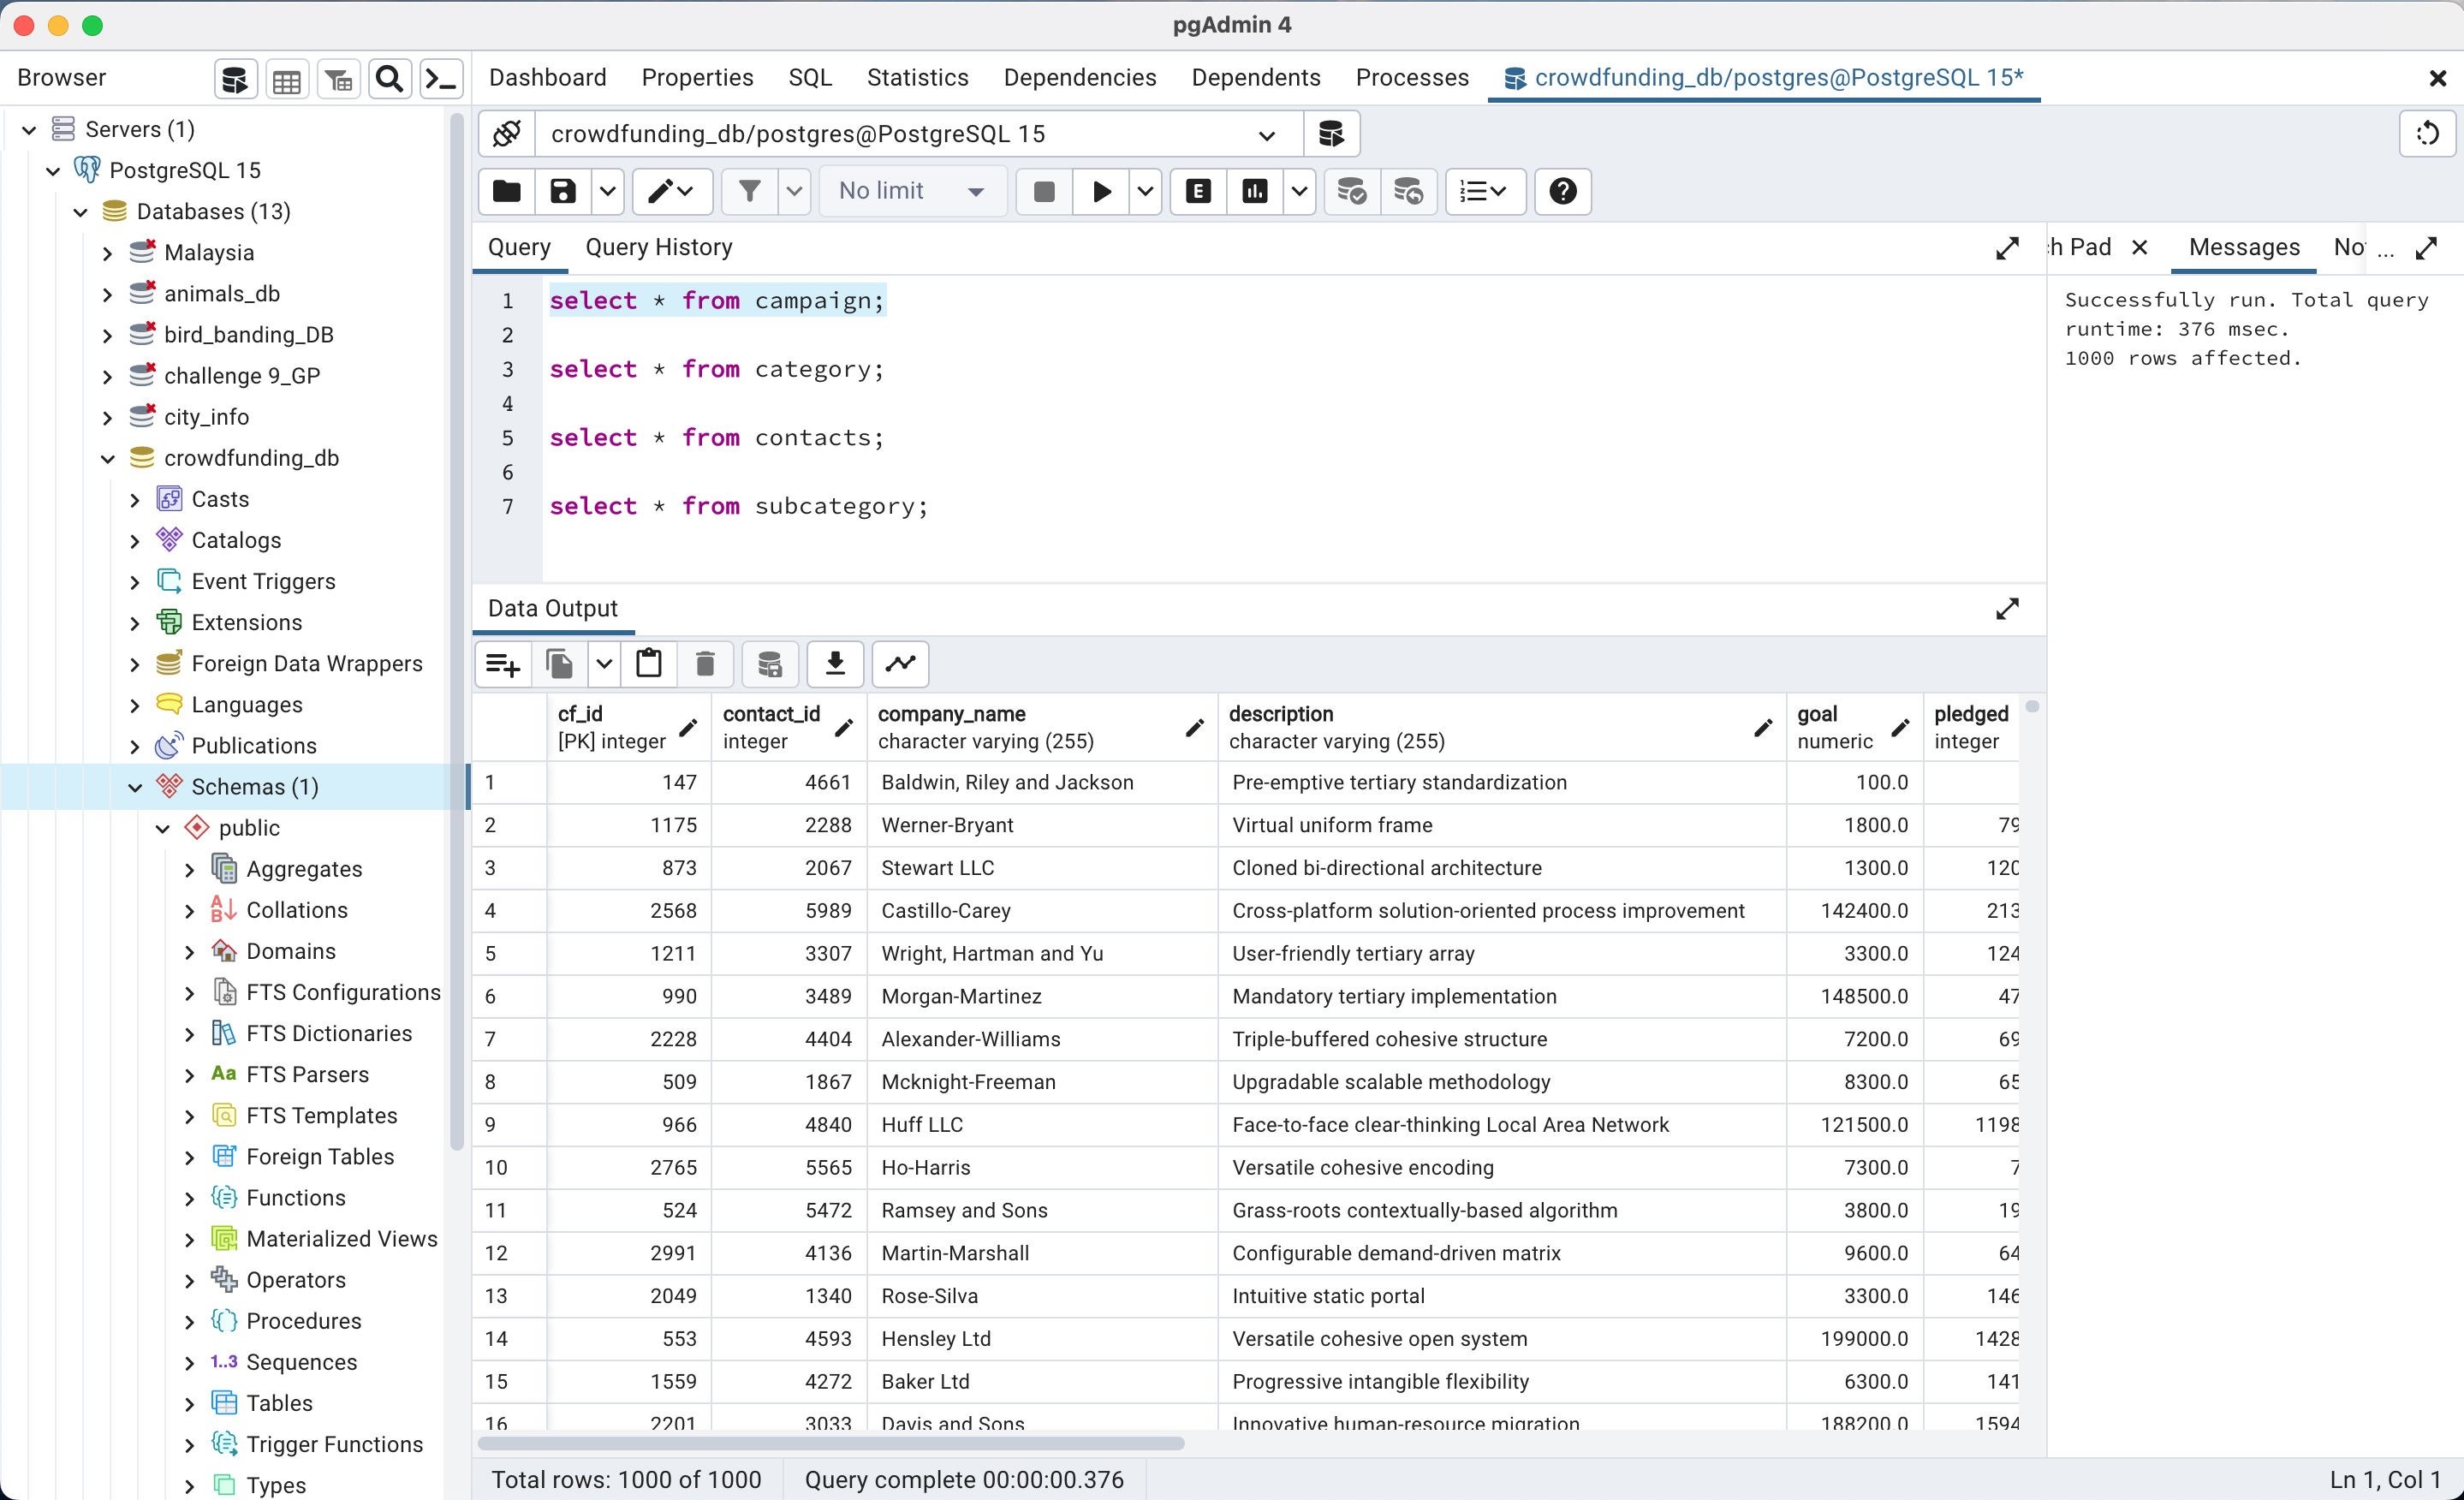 pgAdmin 4
Browser
Dashboard Properties SQL Statistics Dependencies Dependents Processes crowdfunding_db/postgres@PostgreSQL 15*
Servers (1)
PostgreSQL 15
Databases (13)
Malaysia
animals_db
bird_banding_DB
challenge 9_GP
city_info
crowdfunding_db
Casts
Catalogs
Event Triggers
Extensions
Foreign Data Wrappers
Languages
Publications
Schemas (1)
public
Aggregates
Collations
Domains
FTS Configurations
FTS Dictionaries
Aa FTS Parsers
FTS Templates
Foreign Tables
Functions
Materialized Views
Operators
Procedures
1..3 Sequences
Tables
Trigger Functions
Types
crowdfunding_db/postgres@PostgreSQL 15
No limit
E
Query Query History
1 select * from campaign;
2
3 select * from category;
4
5 select * from contacts;
6
7 select * from subcategory;
h Pad Messages No ...
Successfully run. Total query
runtime: 376 msec.
1000 rows affected.
Data Output
cf_id contact_id company_name description goal pledged
[PK] integer integer character varying (255) character varying (255) numeric integer
1 147 4661 Baldwin, Riley and Jackson Pre-emptive tertiary standardization 100.0
2 1175 2288 Werner-Bryant Virtual uniform frame 1800.0 79
3 873 2067 Stewart LLC Cloned bi-directional architecture 1300.0 120
4 2568 5989 Castillo-Carey Cross-platform solution-oriented process improvement 142400.0 213
5 1211 3307 Wright, Hartman and Yu User-friendly tertiary array 3300.0 124
6 990 3489 Morgan-Martinez Mandatory tertiary implementation 148500.0 47
7 2228 4404 Alexander-Williams Triple-buffered cohesive structure 7200.0 69
8 509 1867 Mcknight-Freeman Upgradable scalable methodology 8300.0 65
9 966 4840 Huff LLC Face-to-face clear-thinking Local Area Network 121500.0 1198
10 2765 5565 Ho-Harris Versatile cohesive encoding 7300.0 7
11 524 5472 Ramsey and Sons Grass-roots contextually-based algorithm 3800.0 19
12 2991 4136 Martin-Marshall Configurable demand-driven matrix 9600.0 64
13 2049 1340 Rose-Silva Intuitive static portal 3300.0 146
14 553 4593 Hensley Ltd Versatile cohesive open system 199000.0 1428
15 1559 4272 Baker Ltd Progressive intangible flexibility 6300.0 141
16 2201 3033 Davis and Sons Innovative human-resource migration 188200.0 1594
Total rows: 1000 of 1000 Query complete 00:00:00.376 Ln 1, Col 1